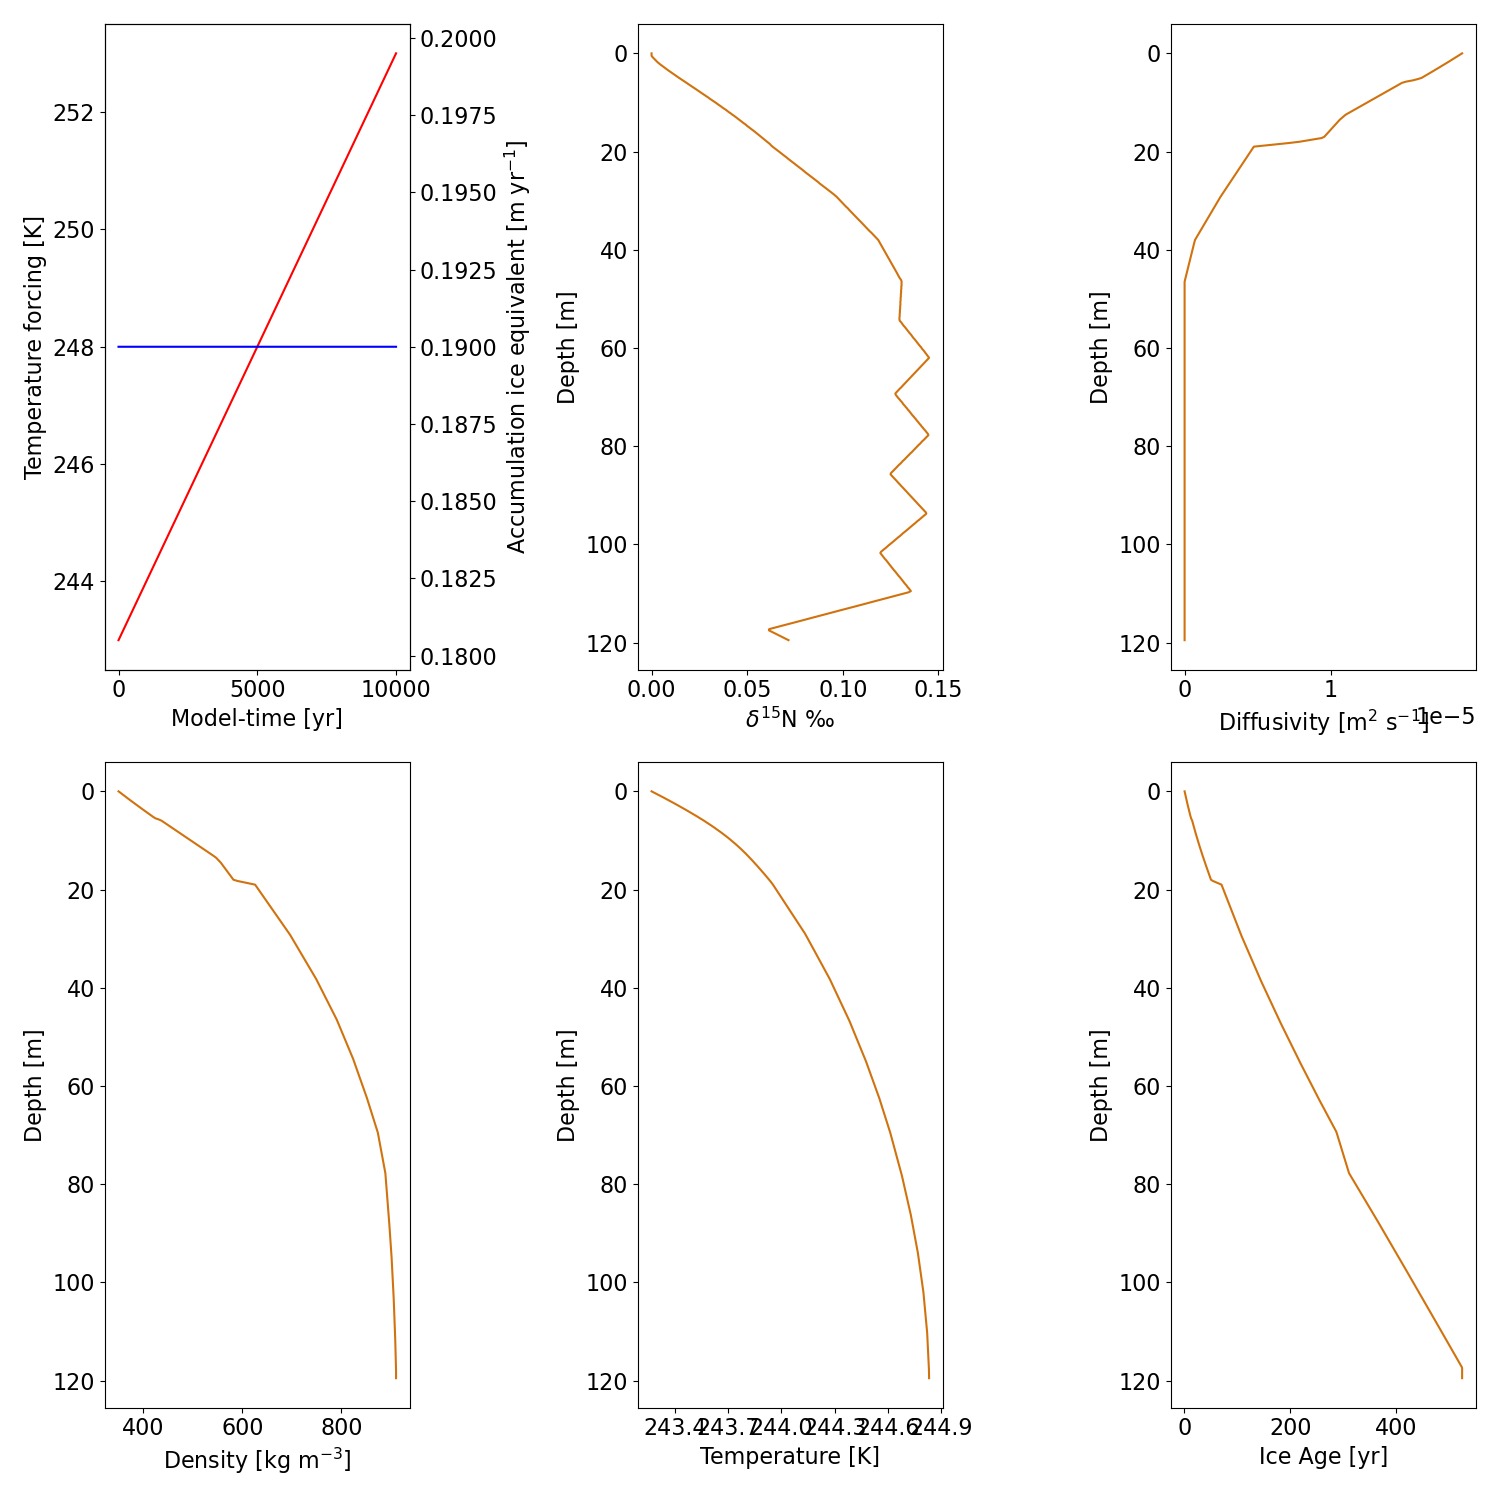 252
250
248
246
244
Temperature forcing [K]
0 5000 10000
Model-time [yr]
0.2000
0.1975
0.1950
0.1925
0.1900
0.1875
0.1850
0.1825
0.1800
Accumulation ice equivalent [m yr⁻¹]
0
20
40
60
80
100
120
Depth [m]
0.00 0.05 0.10 0.15
δ¹⁵N ‰
0
20
40
60
80
100
120
Depth [m]
0 1
1e−5
Diffusivity [m² s⁻¹]
0
20
40
60
80
100
120
Depth [m]
400 600 800
Density [kg m⁻³]
0
20
40
60
80
100
120
Depth [m]
243.4 243.7 244.0 244.3 244.6 244.9
Temperature [K]
0
20
40
60
80
100
120
Depth [m]
0 200 400
Ice Age [yr]